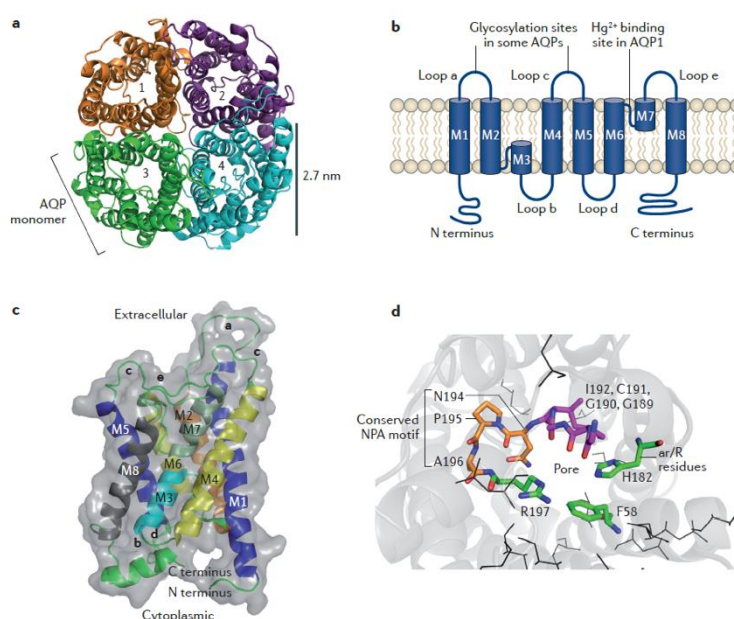 a
1
2
3
4
AQP
monomer
2.7 nm
b
Glycosylation sites
in some AQPs
Hg2+ binding
site in AQP1
Loop a
Loop c
Loop e
M1
M2
M3
M4
M5
M6
M7
M8
Loop b
Loop d
N terminus
C terminus
c
Extracellular
a
c
c
e
M2
M7
M5
M8
M6
M4
M3
M1
b
d
C terminus
N terminus
Cytoplasmic
d
Conserved
NPA motif
N194
P195
A196
I192, C191,
G190, G189
Pore
ar/R
residues
H182
R197
F58